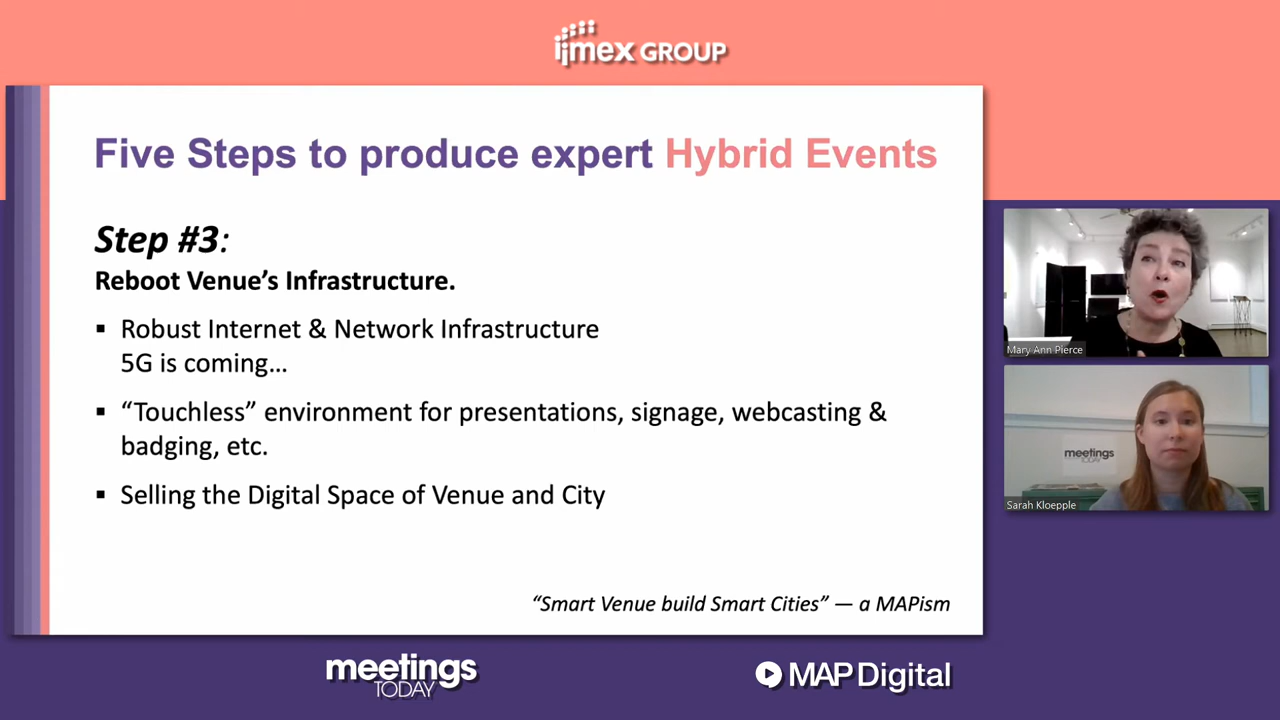 imex GROUP
Five Steps to produce expert Hybrid Events
Step #3:
Reboot Venue’s Infrastructure.
▪ Robust Internet & Network Infrastructure
5G is coming…
▪ “Touchless” environment for presentations, signage, webcasting &
badging, etc.
▪ Selling the Digital Space of Venue and City
“Smart Venue build Smart Cities” — a MAPism
Mary Ann Pierce
meetings
TODAY
Sarah Kloepple
meetings
TODAY
MAP Digital